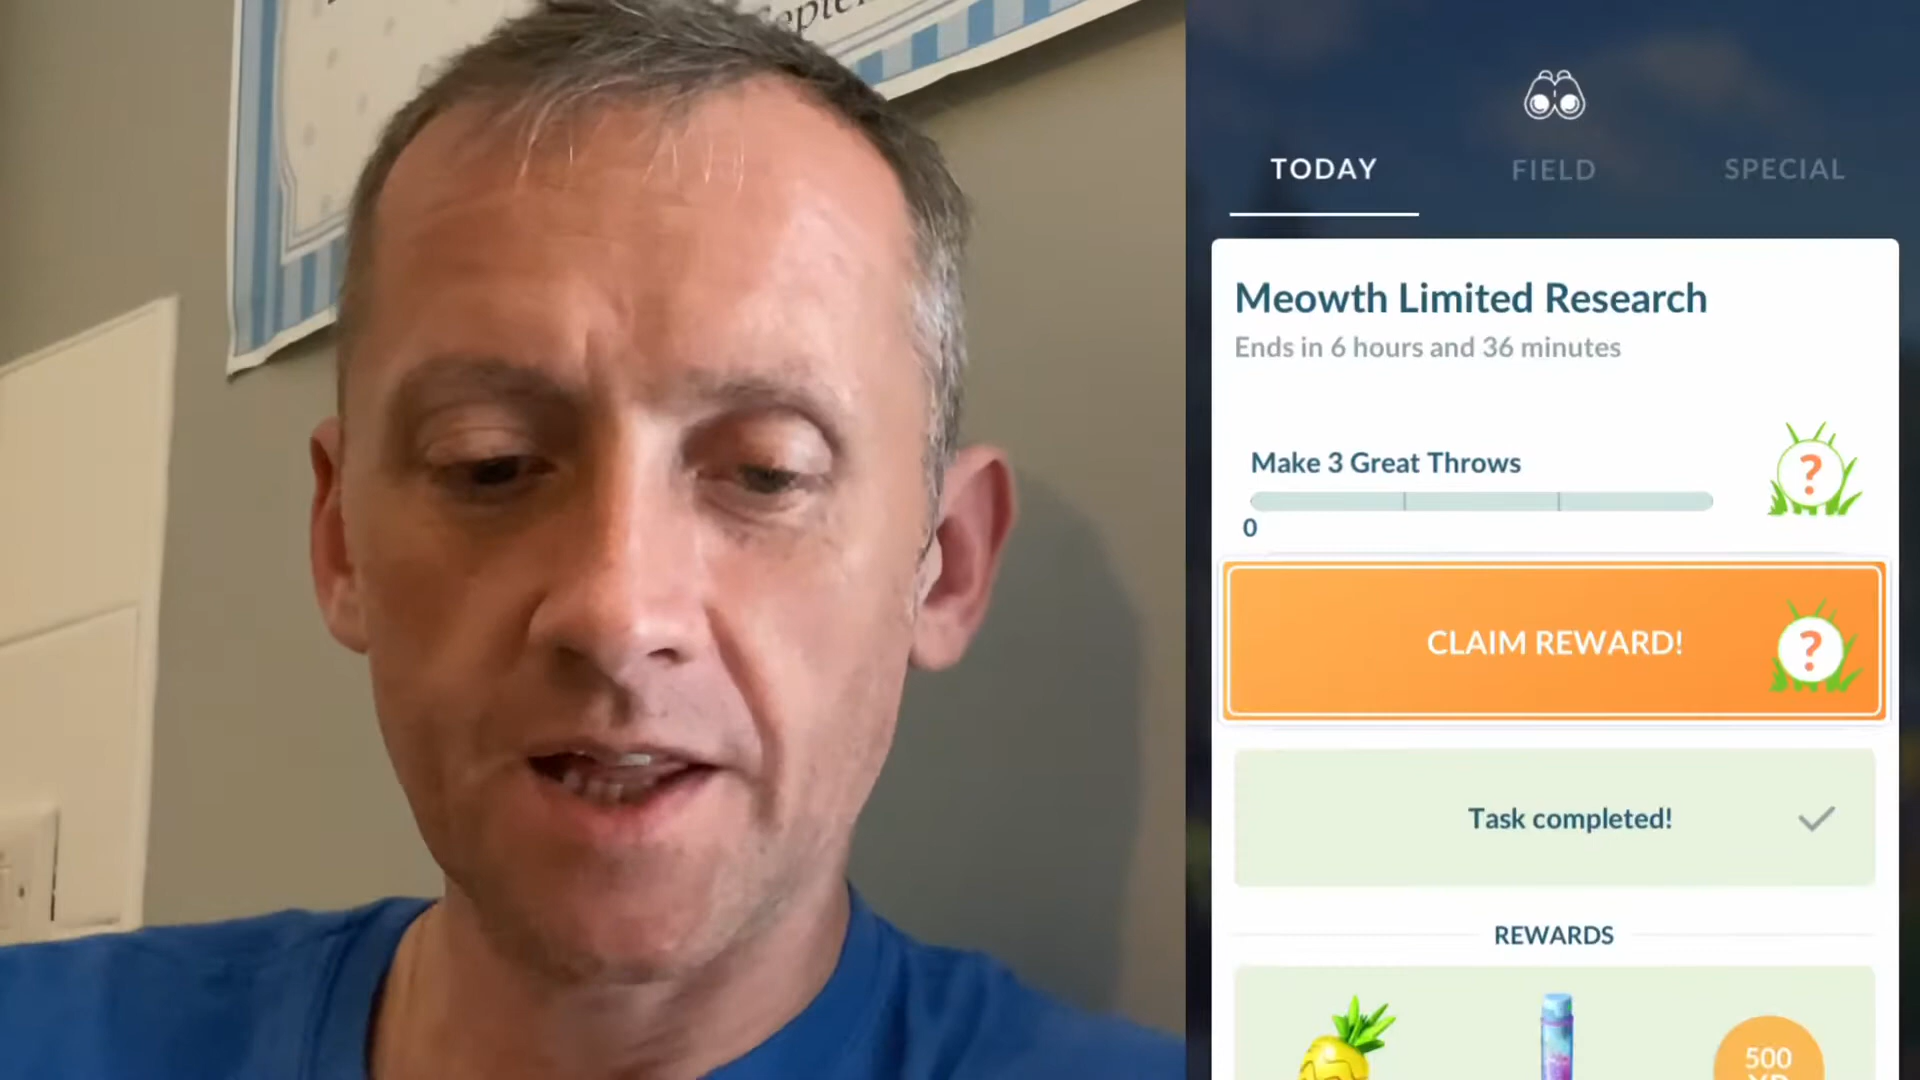 TODAY FIELD SPECIAL
Meowth Limited Research
Ends in 6 hours and 36 minutes
Make 3 Great Throws
?
0
CLAIM REWARD!
?
Task completed!
REWARDS
500